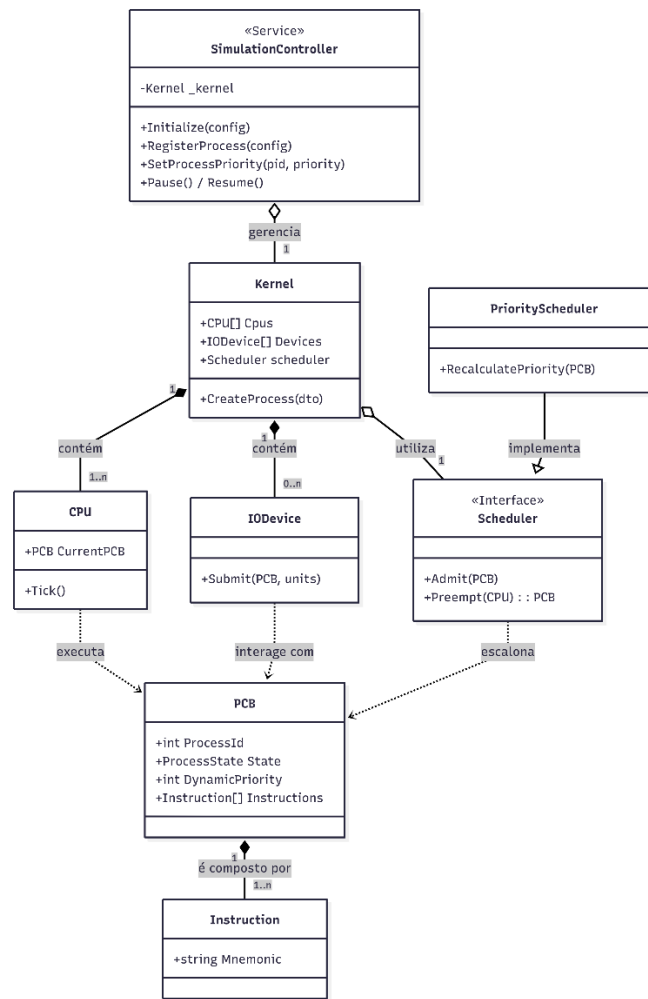 «Service»
SimulationController
-Kernel _kernel
+Initialize(config)
+RegisterProcess(config)
+SetProcessPriority(pid, priority)
+Pause() / Resume()
gerencia
1
Kernel
+CPU[] Cpus
+IODevice[] Devices
+Scheduler scheduler
+CreateProcess(dto)
PriorityScheduler
+RecalculatePriority(PCB)
1
contém
1..n
1
contém
0..n
utiliza
1
implementa
CPU
+PCB CurrentPCB
+Tick()
IODevice
+Submit(PCB, units)
«Interface»
Scheduler
+Admit(PCB)
+Preempt(CPU) : : PCB
executa
interage com
escalona
PCB
+int ProcessId
+ProcessState State
+int DynamicPriority
+Instruction[] Instructions
1
é composto por
1..n
Instruction
+string Mnemonic